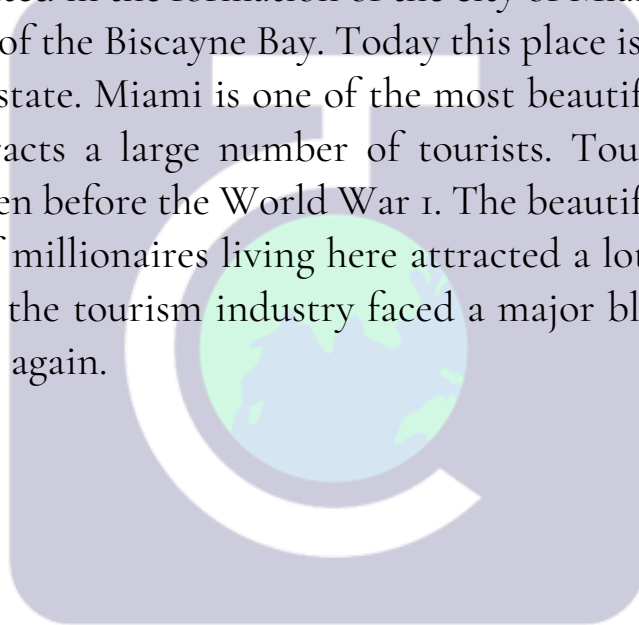 of the Biscayne Bay. Today this place is
state. Miami is one of the most beautif
acts a large number of tourists. Tou
en before the World War 1. The beautif
millionaires living here attracted a lo
the tourism industry faced a major bl
again.